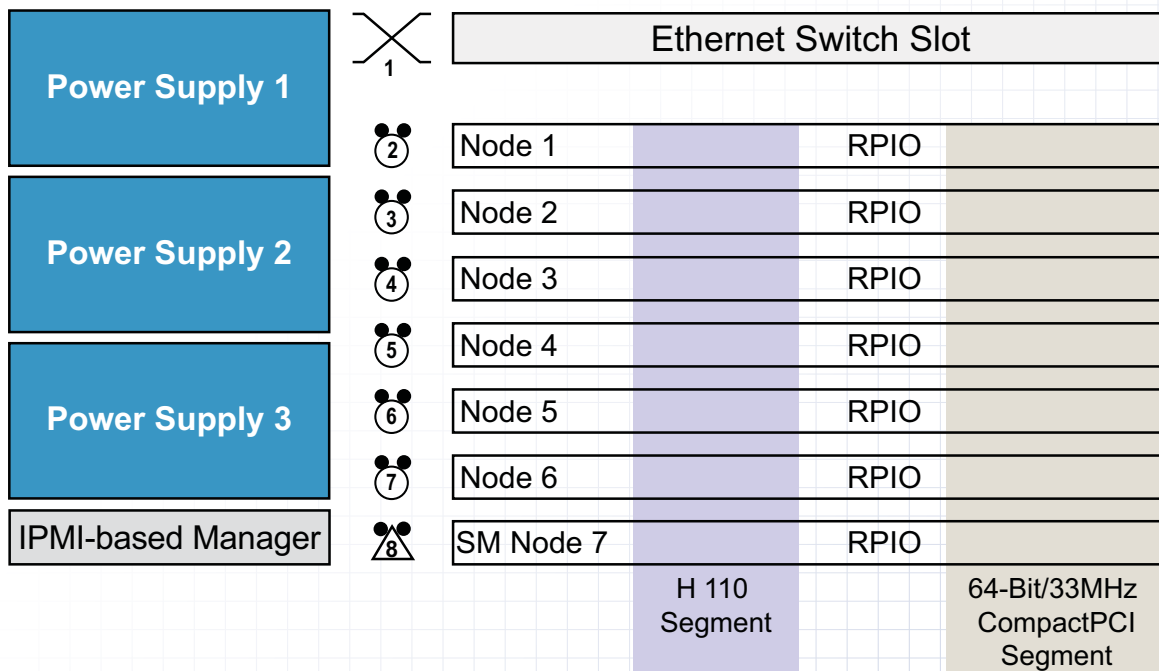 Power Supply 1
Power Supply 2
Power Supply 3
IPMI-based Manager
1
Ethernet Switch Slot
2
Node 1 RPIO
3
Node 2 RPIO
4
Node 3 RPIO
5
Node 4 RPIO
6
Node 5 RPIO
7
Node 6 RPIO
8
SM Node 7 RPIO
H 110
Segment
64-Bit/33MHz
CompactPCI
Segment